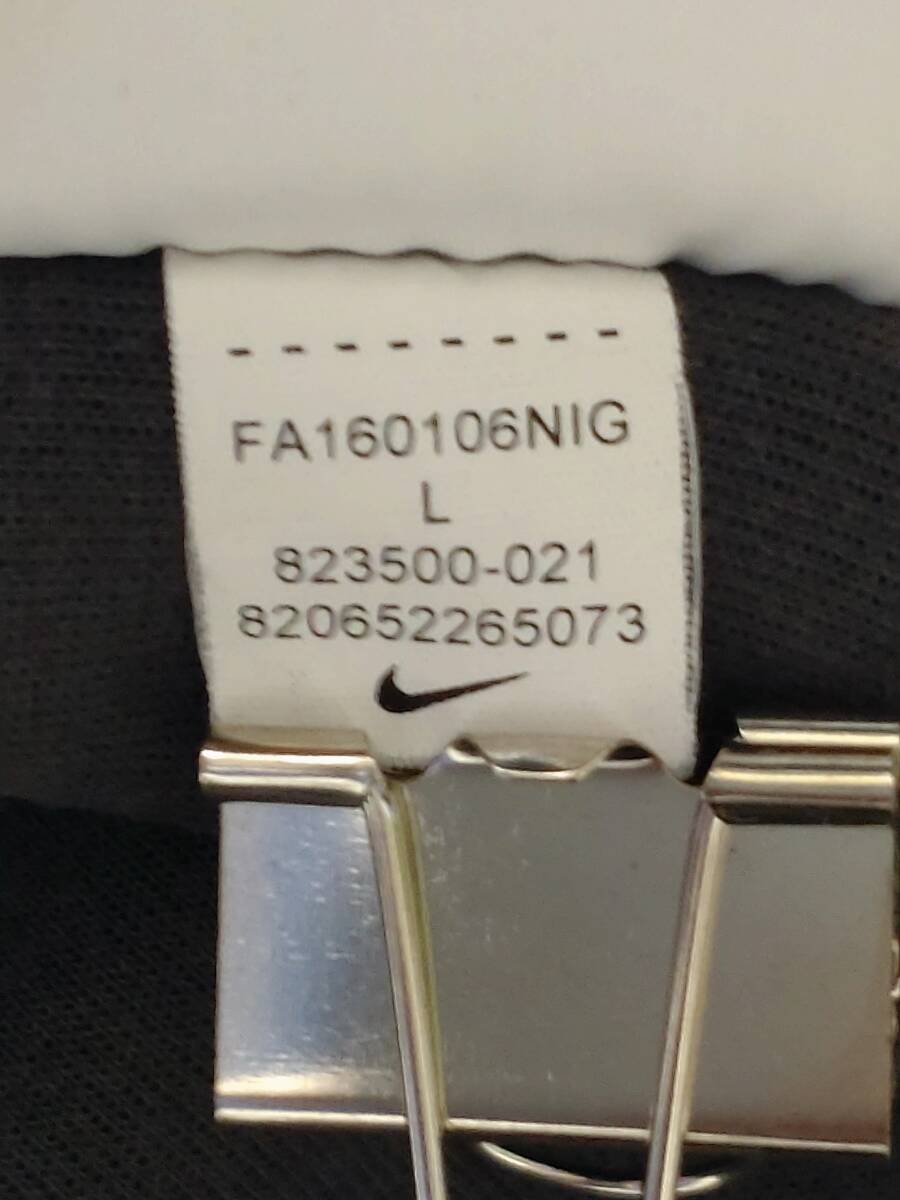 --------
FA160106NIG
L
823500-021
820652265073